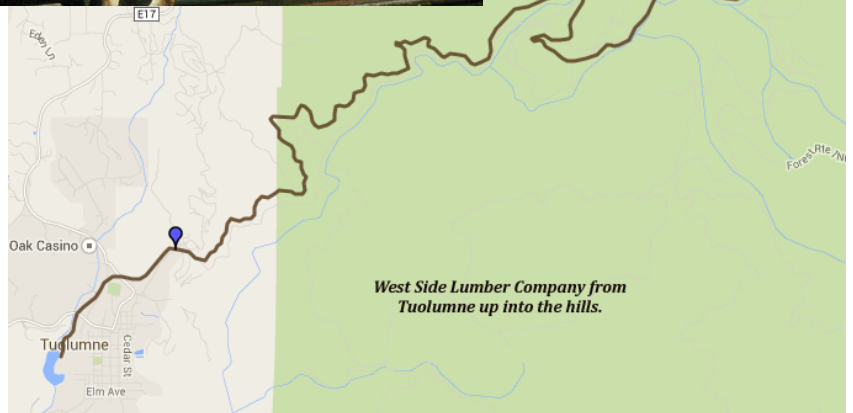 E17
Eden Ln
Forest Rte
Oak Casino
West Side Lumber Company from
Tuolumne up into the hills.
Tuolumne
Cedar St
Elm Ave